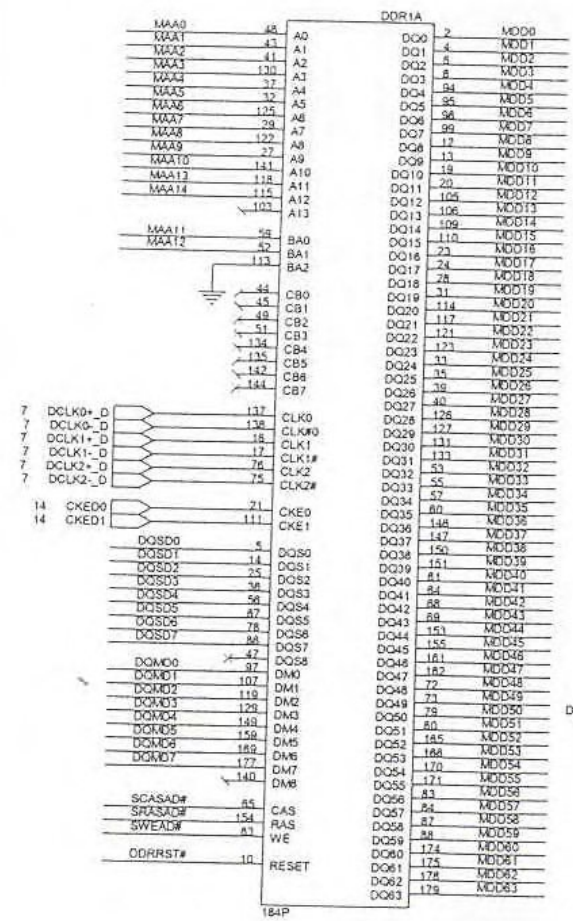 DDR1A
MAA0 48 A0
MAA1 43 A1
MAA2 41 A2
MAA3 130 A3
MAA4 37 A4
MAA5 32 A5
MAA6 125 A6
MAA7 29 A7
MAA8 122 A8
MAA9 27 A9
MAA10 141 A10
MAA13 118 A11
MAA14 115 A12
103 A13
MAA11 59 BA0
MAA12 52 BA1
113 BA2
44 CB0
45 CB1
49 CB2
51 CB3
134 CB4
135 CB5
142 CB6
144 CB7
7 DCLK0+_D 137 CLK0
7 DCLK0-_D 138 CLK#0
7 DCLK1+_D 16 CLK1
7 DCLK1-_D 17 CLK1#
7 DCLK2+_D 76 CLK2
7 DCLK2-_D 75 CLK2#
14 CKED0 21 CKE0
14 CKED1 111 CKE1
DQSD0 5 DQS0
DQSD1 14 DQS1
DQSD2 25 DQS2
DQSD3 36 DQS3
DQSD4 56 DQS4
DQSD5 67 DQS5
DQSD6 78 DQS6
DQSD7 86 DQS7
47 DQS8
DQMD0 97 DM0
DQMD1 107 DM1
DQMD2 119 DM2
DQMD3 129 DM3
DQMD4 149 DM4
DQMD5 159 DM5
DQMD6 169 DM6
DQMD7 177 DM7
140 DM8
SCASAD# 65 CAS
SRASAD# 154 RAS
SWEAD# 63 WE
DDRRST# 10 RESET
DQ0 2 MDD0
DQ1 4 MDD1
DQ2 6 MDD2
DQ3 8 MDD3
DQ4 94 MDD4
DQ5 95 MDD5
DQ6 98 MDD6
DQ7 99 MDD7
DQ8 12 MDD8
DQ9 13 MDD9
DQ10 19 MDD10
DQ11 20 MDD11
DQ12 105 MDD12
DQ13 106 MDD13
DQ14 109 MDD14
DQ15 110 MDD15
DQ16 23 MDD16
DQ17 24 MDD17
DQ18 28 MDD18
DQ19 31 MDD19
DQ20 114 MDD20
DQ21 117 MDD21
DQ22 121 MDD22
DQ23 123 MDD23
DQ24 33 MDD24
DQ25 35 MDD25
DQ26 39 MDD26
DQ27 40 MDD27
DQ28 126 MDD28
DQ29 127 MDD29
DQ30 131 MDD30
DQ31 133 MDD31
DQ32 53 MDD32
DQ33 55 MDD33
DQ34 57 MDD34
DQ35 60 MDD35
DQ36 146 MDD36
DQ37 147 MDD37
DQ38 150 MDD38
DQ39 151 MDD39
DQ40 61 MDD40
DQ41 64 MDD41
DQ42 68 MDD42
DQ43 69 MDD43
DQ44 153 MDD44
DQ45 155 MDD45
DQ46 161 MDD46
DQ47 162 MDD47
DQ48 72 MDD48
DQ49 73 MDD49
DQ50 79 MDD50
DQ51 80 MDD51
DQ52 165 MDD52
DQ53 166 MDD53
DQ54 170 MDD54
DQ55 171 MDD55
DQ56 83 MDD56
DQ57 84 MDD57
DQ58 87 MDD58
DQ59 88 MDD59
DQ60 174 MDD60
DQ61 175 MDD61
DQ62 178 MDD62
DQ63 179 MDD63
D
184P